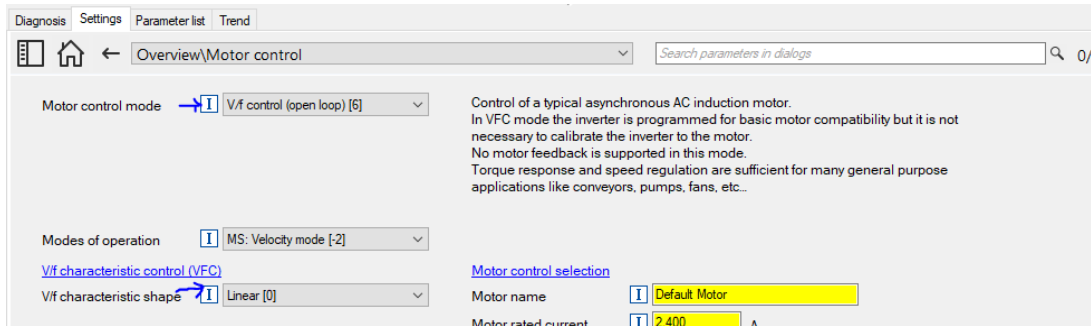 Diagnosis Settings Parameter list Trend
Overview\Motor control Search parameters in dialogs 0/
Motor control mode I V/f control (open loop) [6] Control of a typical asynchronous AC induction motor.
In VFC mode the inverter is programmed for basic motor compatibility but it is not
necessary to calibrate the inverter to the motor.
No motor feedback is supported in this mode.
Torque response and speed regulation are sufficient for many general purpose
applications like conveyors, pumps, fans, etc...
Modes of operation I MS: Velocity mode [-2]
V/f characteristic control (VFC) Motor control selection
V/f characteristic shape I Linear [0] Motor name I Default Motor
Motor rated current I 2.400 A